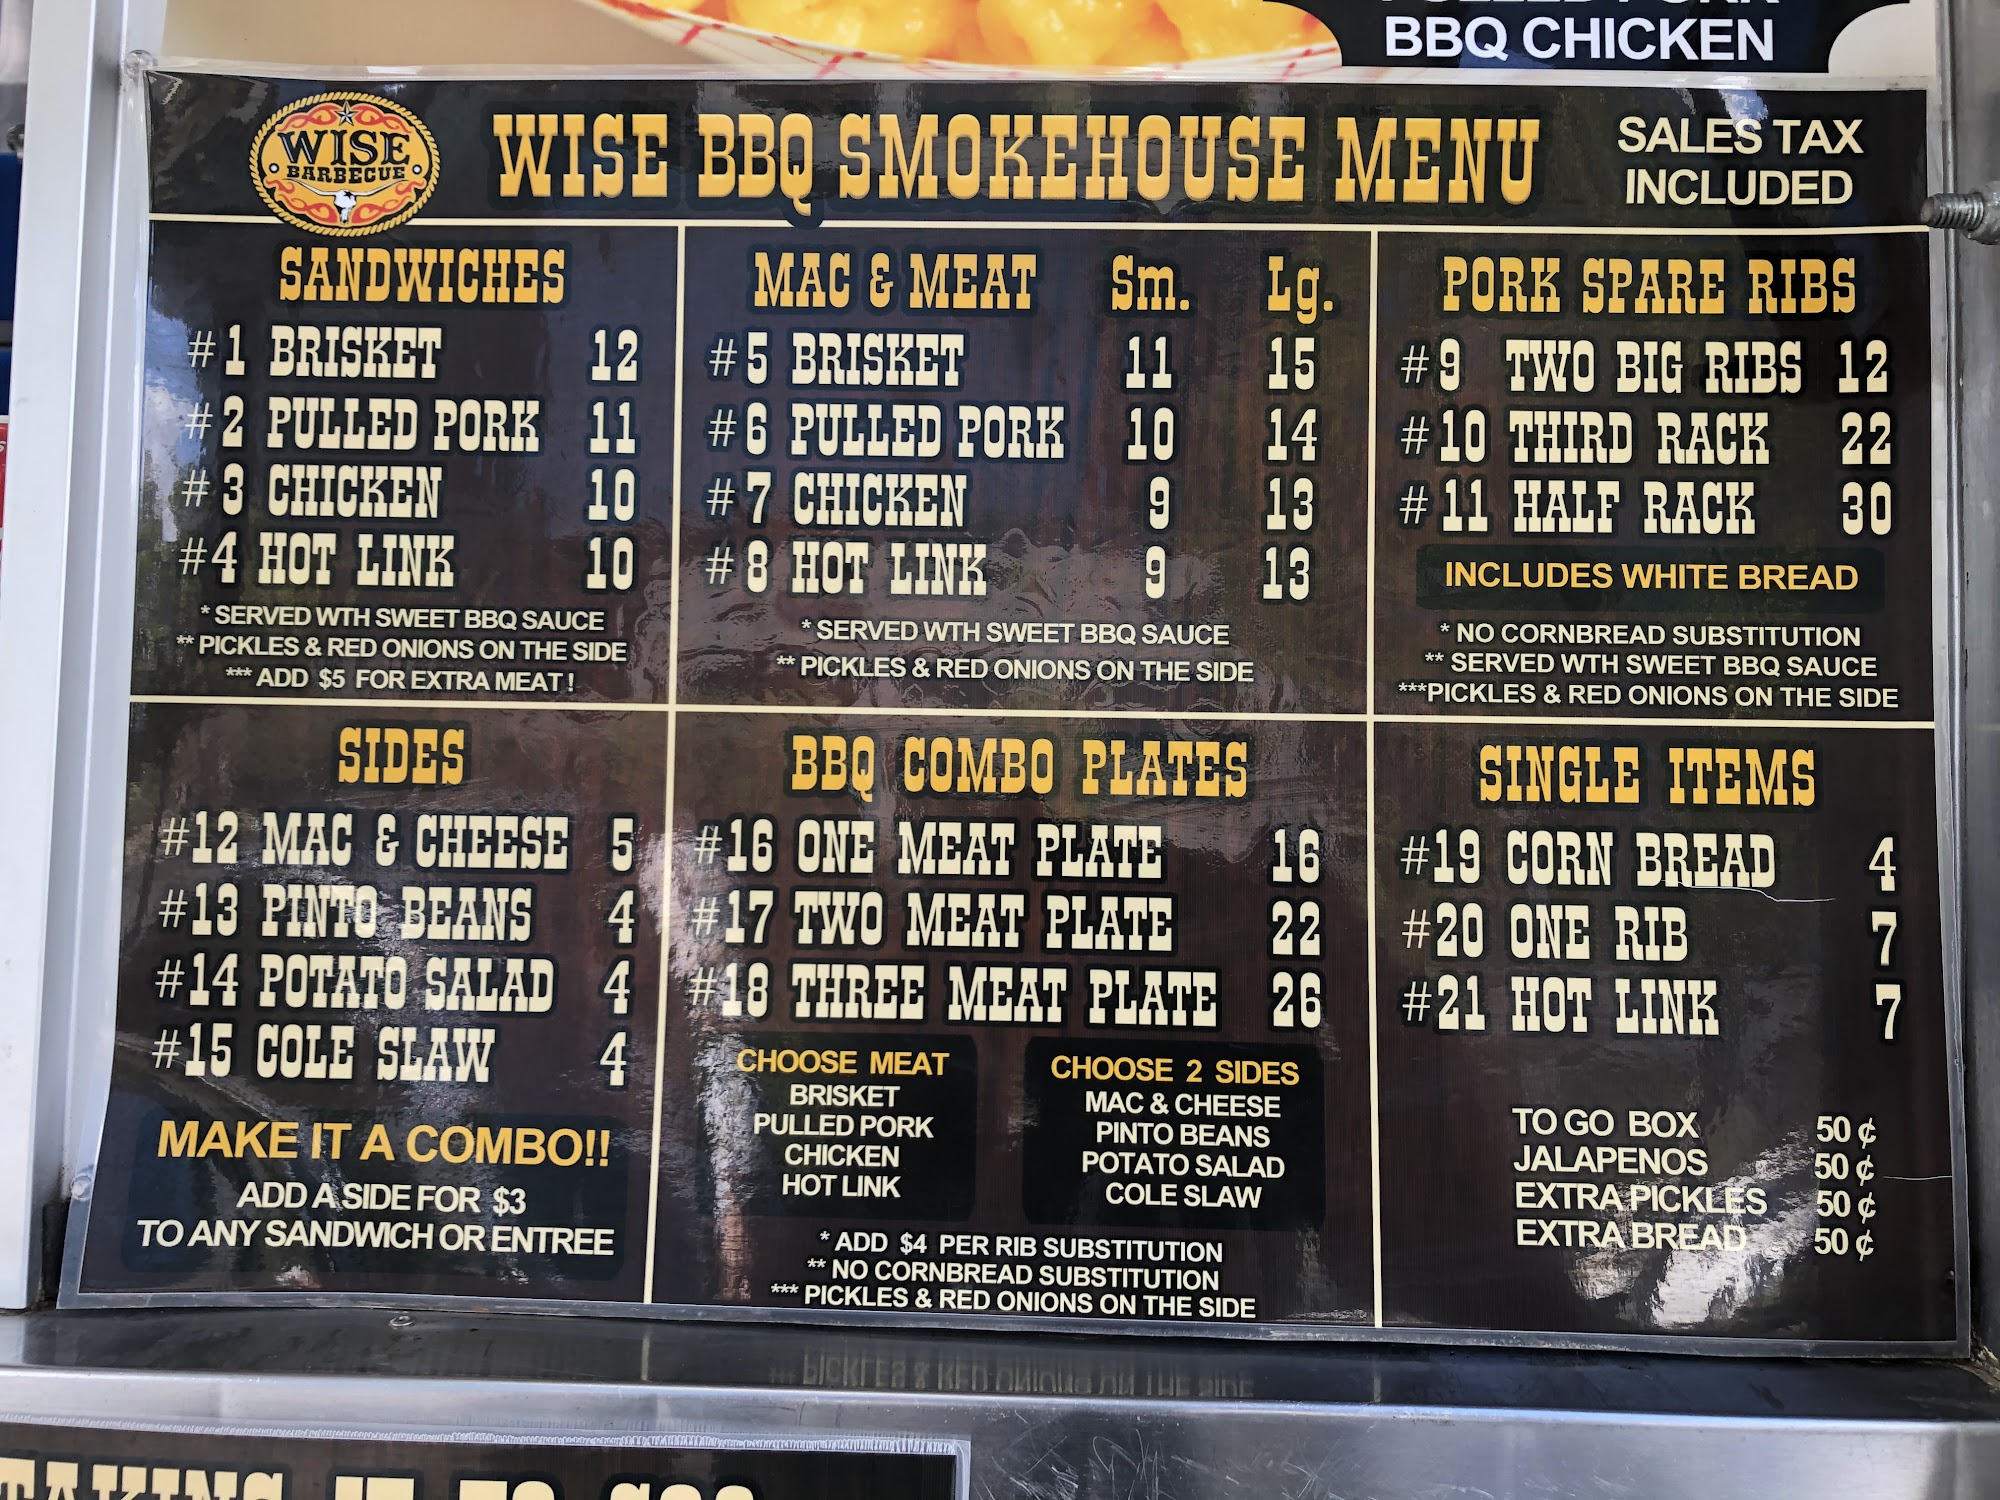 BBQ CHICKEN
WISE
BARBECUE
WISE BBQ SMOKEHOUSE MENU
SALES TAX
INCLUDED
SANDWICHES
#1 BRISKET 12
#2 PULLED PORK 11
#3 CHICKEN 10
#4 HOT LINK 10
* SERVED WTH SWEET BBQ SAUCE
** PICKLES & RED ONIONS ON THE SIDE
*** ADD $5 FOR EXTRA MEAT !
MAC & MEAT Sm. Lg.
#5 BRISKET 11 15
#6 PULLED PORK 10 14
#7 CHICKEN 9 13
#8 HOT LINK 9 13
* SERVED WTH SWEET BBQ SAUCE
** PICKLES & RED ONIONS ON THE SIDE
PORK SPARE RIBS
#9 TWO BIG RIBS 12
#10 THIRD RACK 22
#11 HALF RACK 30
INCLUDES WHITE BREAD
* NO CORNBREAD SUBSTITUTION
** SERVED WTH SWEET BBQ SAUCE
***PICKLES & RED ONIONS ON THE SIDE
SIDES
#12 MAC & CHEESE 5
#13 PINTO BEANS 4
#14 POTATO SALAD 4
#15 COLE SLAW 4
MAKE IT A COMBO!!
ADD A SIDE FOR $3
TO ANY SANDWICH OR ENTREE
BBQ COMBO PLATES
#16 ONE MEAT PLATE 16
#17 TWO MEAT PLATE 22
#18 THREE MEAT PLATE 26
CHOOSE MEAT
BRISKET
PULLED PORK
CHICKEN
HOT LINK
CHOOSE 2 SIDES
MAC & CHEESE
PINTO BEANS
POTATO SALAD
COLE SLAW
* ADD $4 PER RIB SUBSTITUTION
** NO CORNBREAD SUBSTITUTION
*** PICKLES & RED ONIONS ON THE SIDE
SINGLE ITEMS
#19 CORN BREAD 4
#20 ONE RIB 7
#21 HOT LINK 7
TO GO BOX 50¢
JALAPENOS 50¢
EXTRA PICKLES 50¢
EXTRA BREAD 50¢